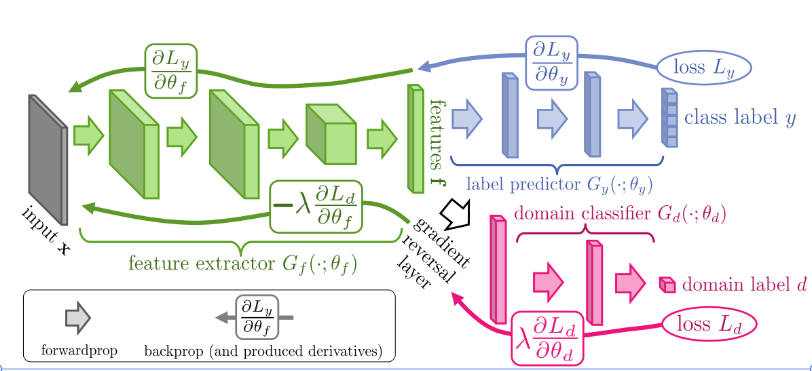 ∂L_y/∂θ_f
∂L_y/∂θ_y
loss L_y
features f
class label y
label predictor G_y(·;θ_y)
input x
−λ ∂L_d/∂θ_f
feature extractor G_f(·;θ_f)
gradient
reversal
layer
domain classifier G_d(·;θ_d)
domain label d
loss L_d
λ ∂L_d/∂θ_d
forwardprop
∂L_y/∂θ_f
backprop (and produced derivatives)